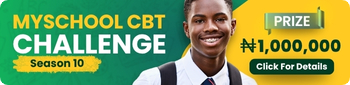 MYSCHOOL CBT
CHALLENGE
Season 10
PRIZE
₦1,000,000
Click For Details